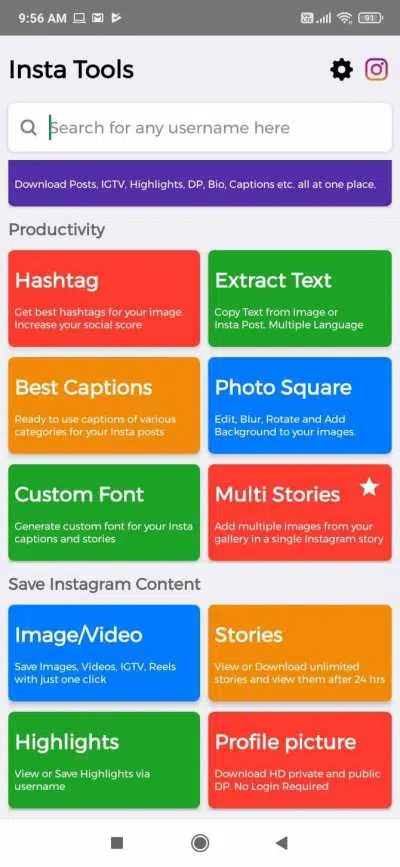 9:56 AM
91
Insta Tools
Search for any username here
Download Posts, IGTV, Highlights, DP, Bio, Captions etc. all at one place.
Productivity
Hashtag
Get best hashtags for your image.
Increase your social score
Extract Text
Copy Text from Image or
Insta Post. Multiple Language
Best Captions
Ready to use captions of various
categories for your Insta posts
Photo Square
Edit, Blur, Rotate and Add
Background to your images.
Custom Font
Generate custom font for your Insta
captions and stories
Multi Stories
Add multiple images from your
gallery in a single Instagram story
Save Instagram Content
Image/Video
Save Images, Videos, IGTV, Reels
with just one click
Stories
View or Download unlimited
stories and view them after 24 hrs
Highlights
View or Save Highlights via
username
Profile picture
Download HD private and public
DP. No Login Required